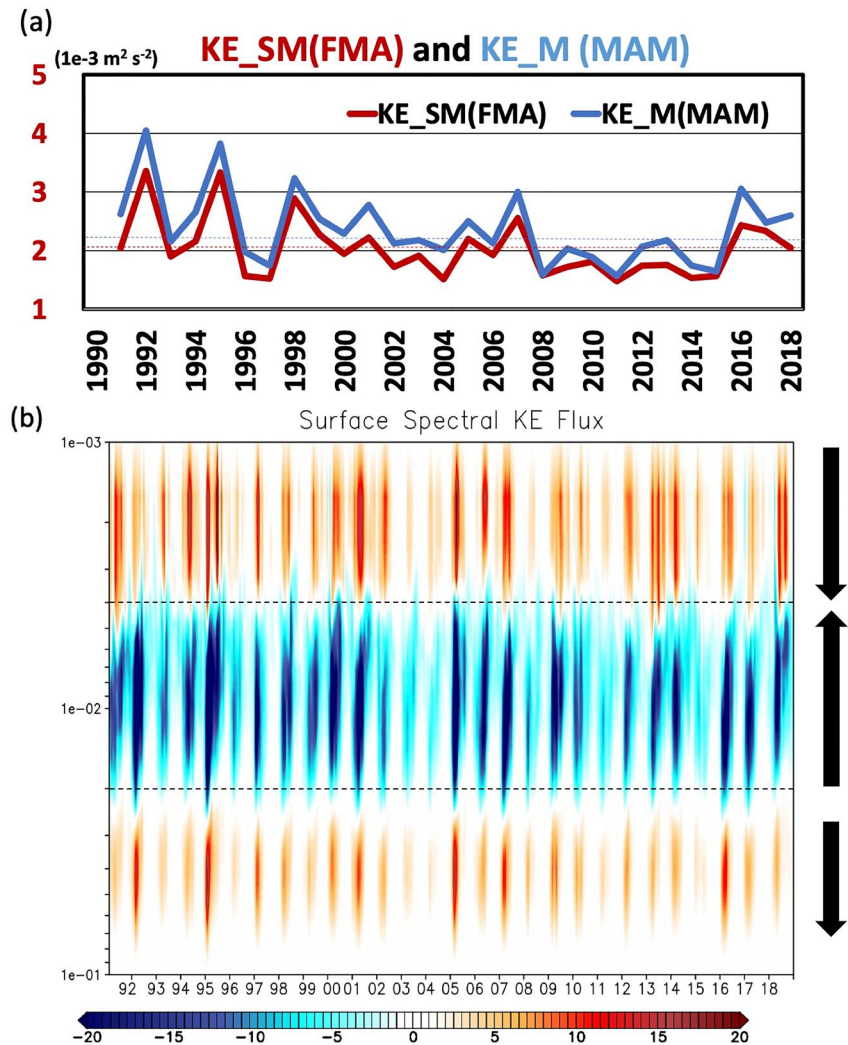 (a)
KE_SM(FMA) and KE_M (MAM)
(1e-3 m² s⁻²)
KE_SM(FMA) KE_M(MAM)
5
4
3
2
1
1990 1992 1994 1996 1998 2000 2002 2004 2006 2008 2010 2012 2014 2016 2018
(b)
Surface Spectral KE Flux
1e-03
1e-02
1e-01
92 93 94 95 96 97 98 99 00 01 02 03 04 05 06 07 08 09 10 11 12 13 14 15 16 17 18
-20 -15 -10 -5 0 5 10 15 20